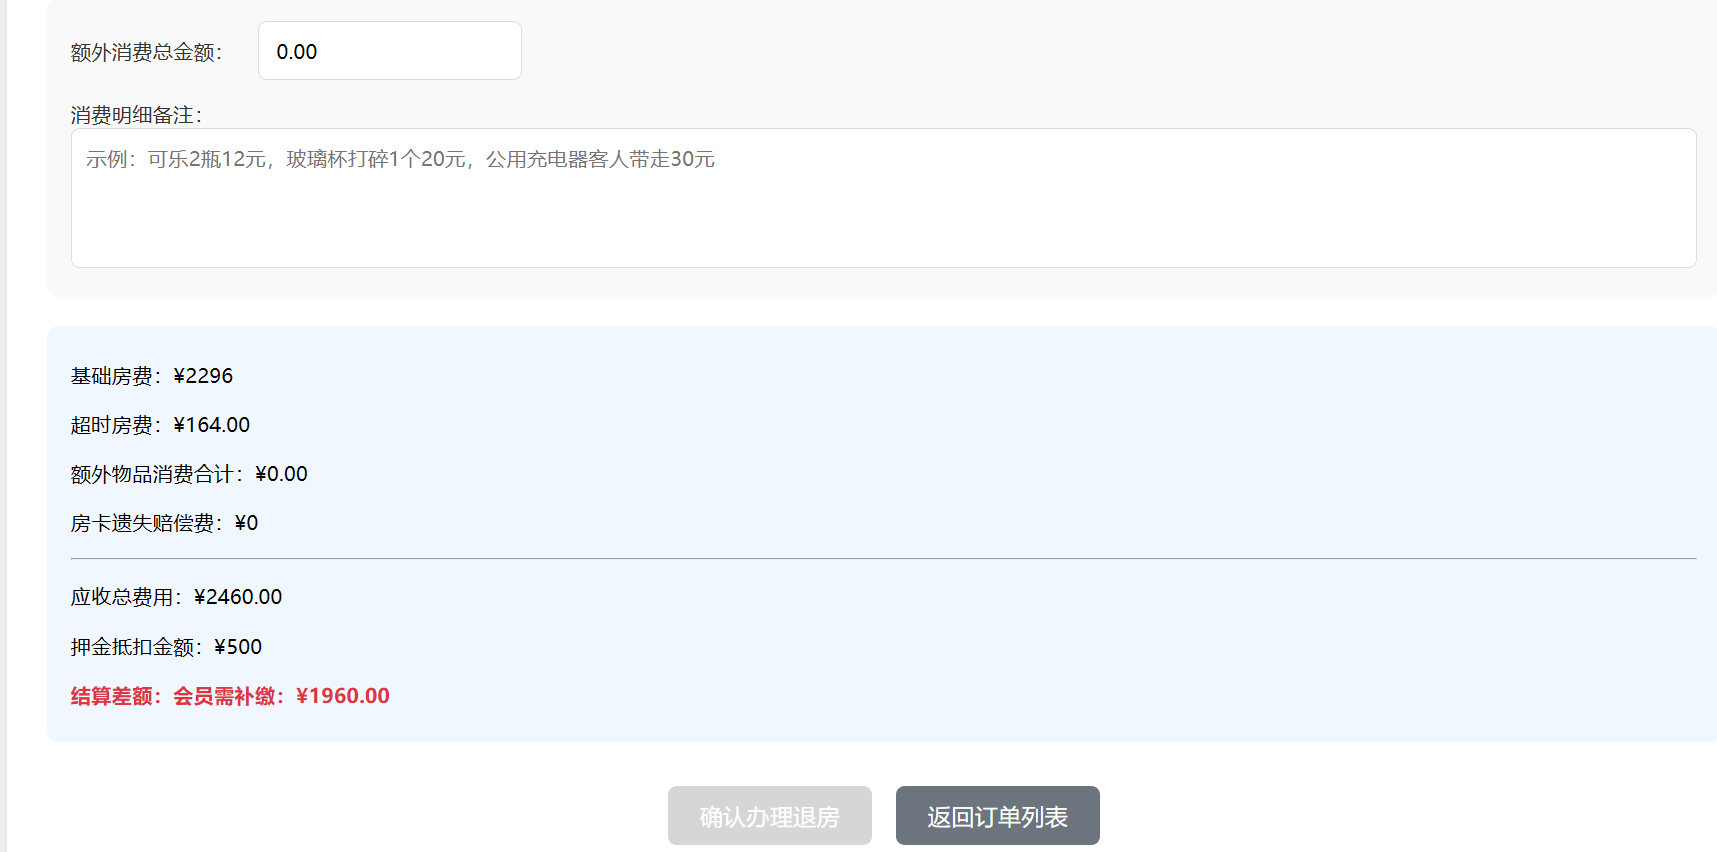 额外消费总金额： 0.00
消费明细备注：
示例：可乐2瓶12元，玻璃杯打碎1个20元，公用充电器客人带走30元
基础房费：¥2296
超时房费：¥164.00
额外物品消费合计：¥0.00
房卡遗失赔偿费：¥0
应收总费用：¥2460.00
押金抵扣金额：¥500
结算差额：会员需补缴：¥1960.00
确认办理退房 返回订单列表